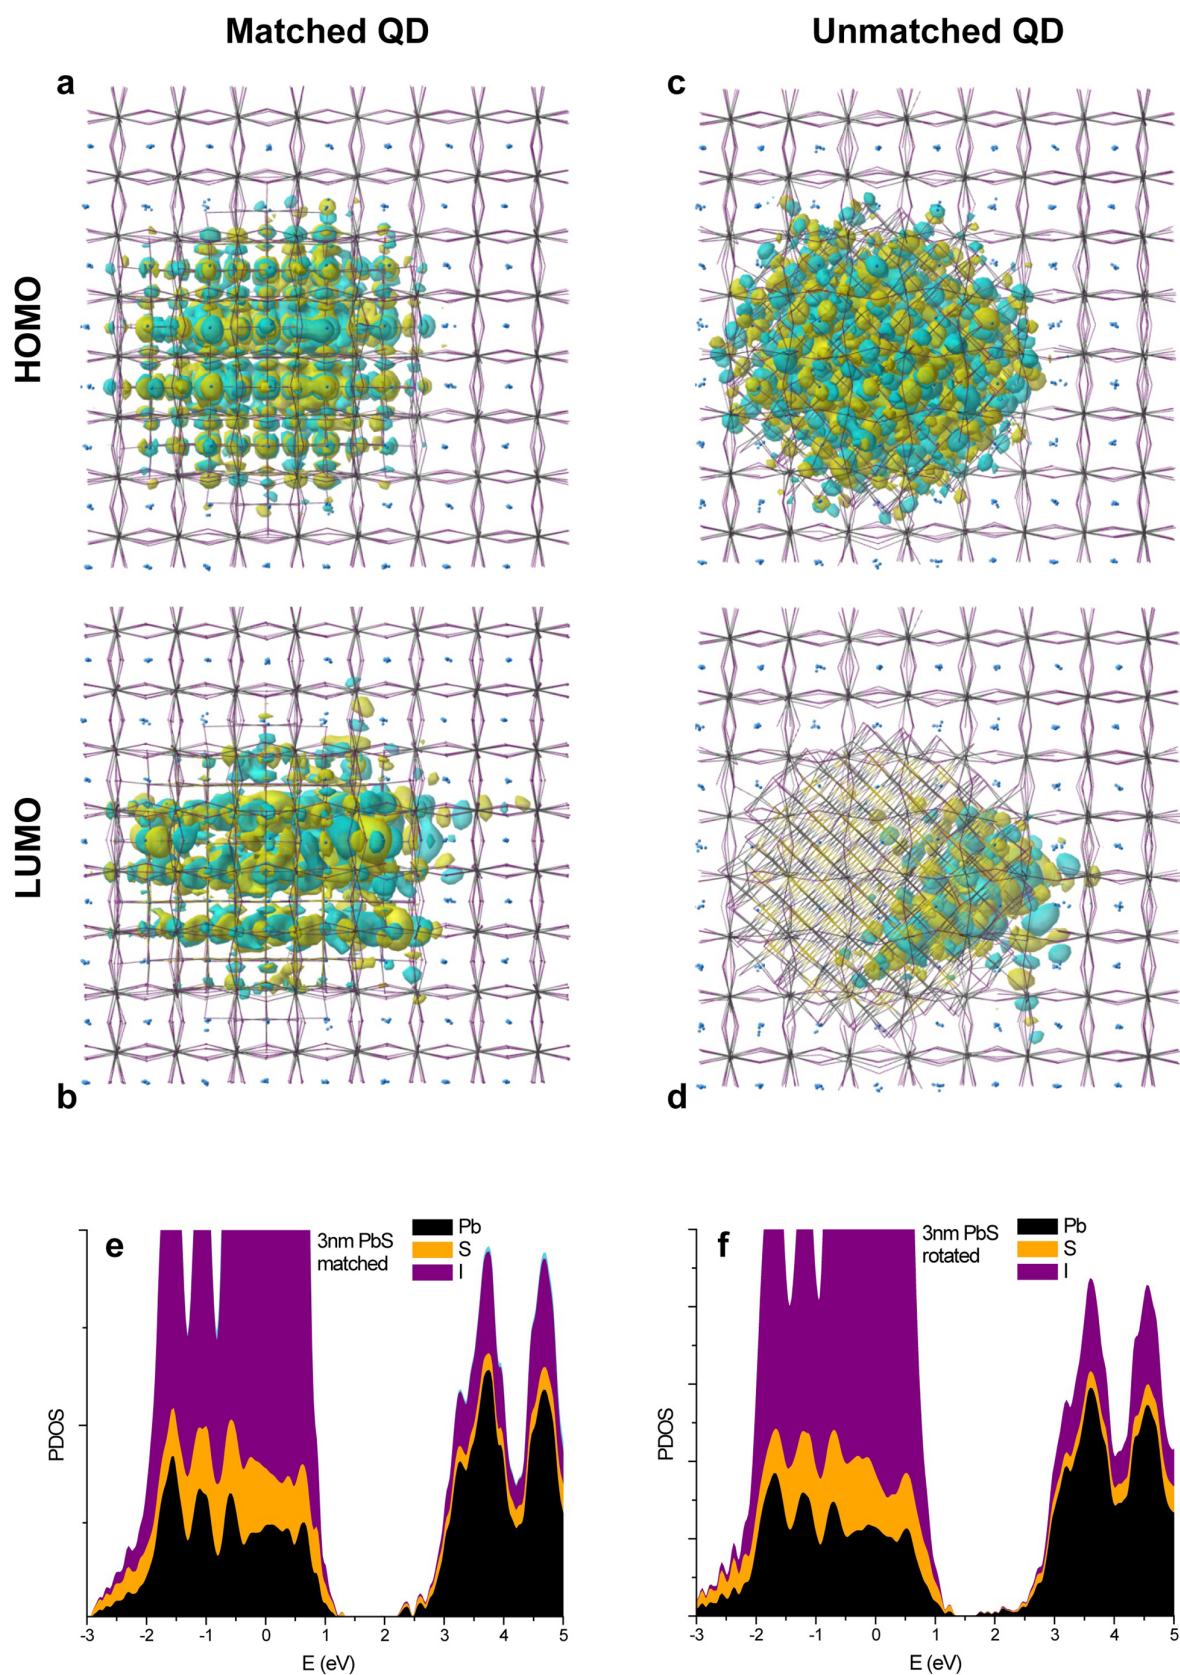 Matched QD
Unmatched QD
a
c
HOMO
LUMO
b
d
e
3nm PbS
matched
Pb
S
I
PDOS
-3 -2 -1 0 1 2 3 4 5
E (eV)
f
3nm PbS
rotated
Pb
S
I
PDOS
-3 -2 -1 0 1 2 3 4 5
E (eV)